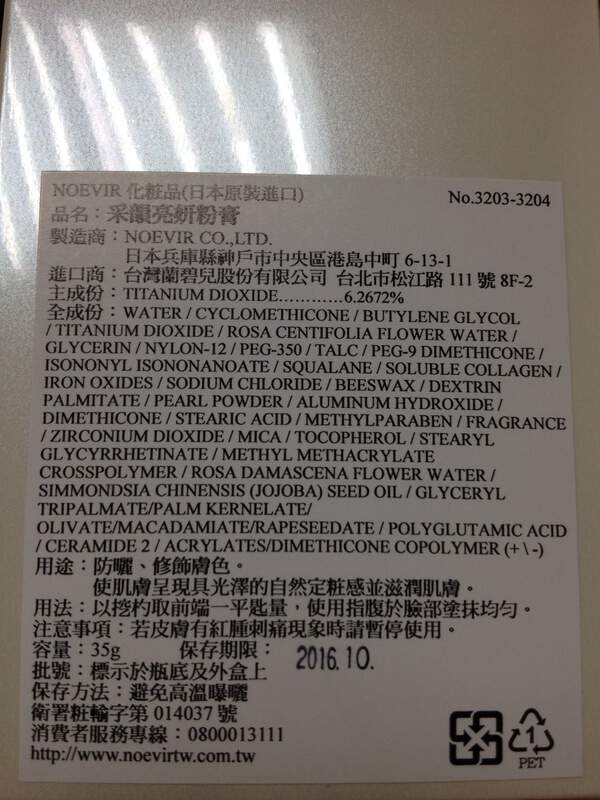 NOEVIR 化粧品(日本原裝進口)
No.3203-3204
品名：采韻亮妍粉膏
製造商：NOEVIR CO.,LTD.
日本兵庫縣神戶市中央區港島中町 6-13-1
進口商：台灣蘭碧兒股份有限公司 台北市松江路 111 號 8F-2
主成份：TITANIUM DIOXIDE............6.2672%
全成份：WATER / CYCLOMETHICONE / BUTYLENE GLYCOL
/ TITANIUM DIOXIDE / ROSA CENTIFOLIA FLOWER WATER /
GLYCERIN / NYLON-12 / PEG-350 / TALC / PEG-9 DIMETHICONE /
ISONONYL ISONONANOATE / SQUALANE / SOLUBLE COLLAGEN /
IRON OXIDES / SODIUM CHLORIDE / BEESWAX / DEXTRIN
PALMITATE / PEARL POWDER / ALUMINUM HYDROXIDE /
DIMETHICONE / STEARIC ACID / METHYLPARABEN / FRAGRANCE
/ ZIRCONIUM DIOXIDE / MICA / TOCOPHEROL / STEARYL
GLYCYRRHETINATE / METHYL METHACRYLATE
CROSSPOLYMER / ROSA DAMASCENA FLOWER WATER /
SIMMONDSIA CHINENSIS (JOJOBA) SEED OIL / GLYCERYL
TRIPALMATE/PALM KERNELATE/
OLIVATE/MACADAMIATE/RAPESEEDATE / POLYGLUTAMIC ACID
/ CERAMIDE 2 / ACRYLATES/DIMETHICONE COPOLYMER (+ \ -)
用途：防曬、修飾膚色。
使肌膚呈現具光澤的自然定粧感並滋潤肌膚。
用法：以挖杓取前端一平匙量，使用指腹於臉部塗抹均勻。
注意事項：若皮膚有紅腫刺痛現象時請暫停使用。
容量：35g 保存期限：2016.10.
批號：標示於瓶底及外盒上
保存方法：避免高溫曝曬
衛署粧輸字第 014037 號
消費者服務專線：0800013111
http://www.noevirtw.com.tw
PET